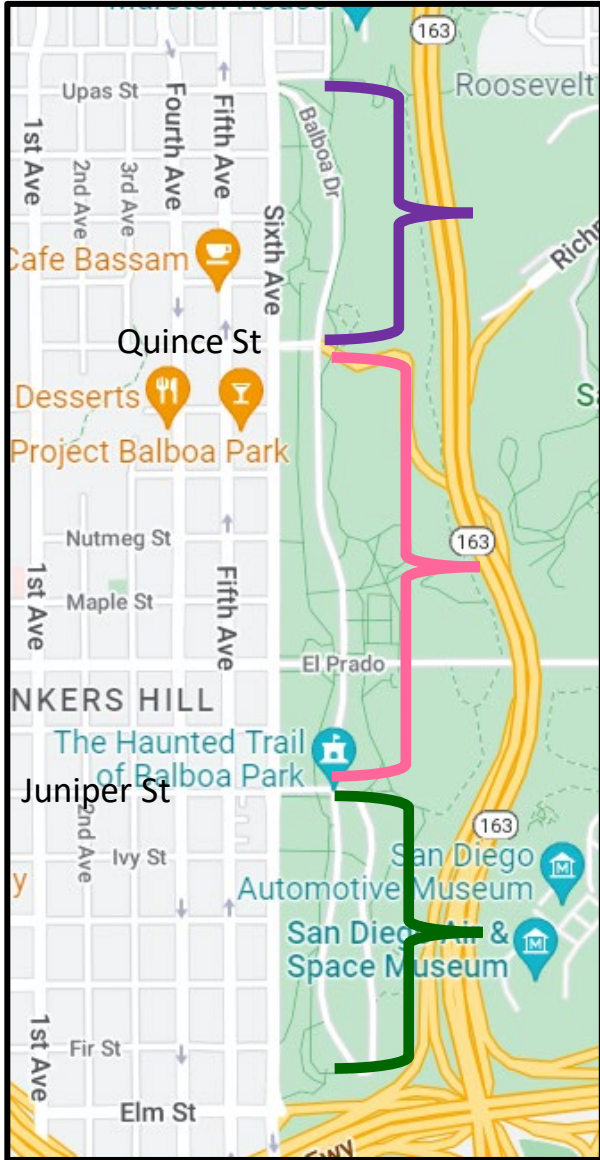 Marston House
163
Roosevelt
Upas St
1st Ave
2nd Ave
3rd Ave
Fourth Ave
Fifth Ave
Sixth Ave
Balboa Dr
Cafe Bassam
Quince St
Desserts
Project Balboa Park
163
Nutmeg St
Maple St
1st Ave
Fifth Ave
El Prado
NKERS HILL
The Haunted Trail
of Balboa Park
Juniper St
2nd Ave
163
Ivy St
y
San Diego
Automotive Museum
San Diego Air &
Space Museum
1st Ave
Fir St
Elm St